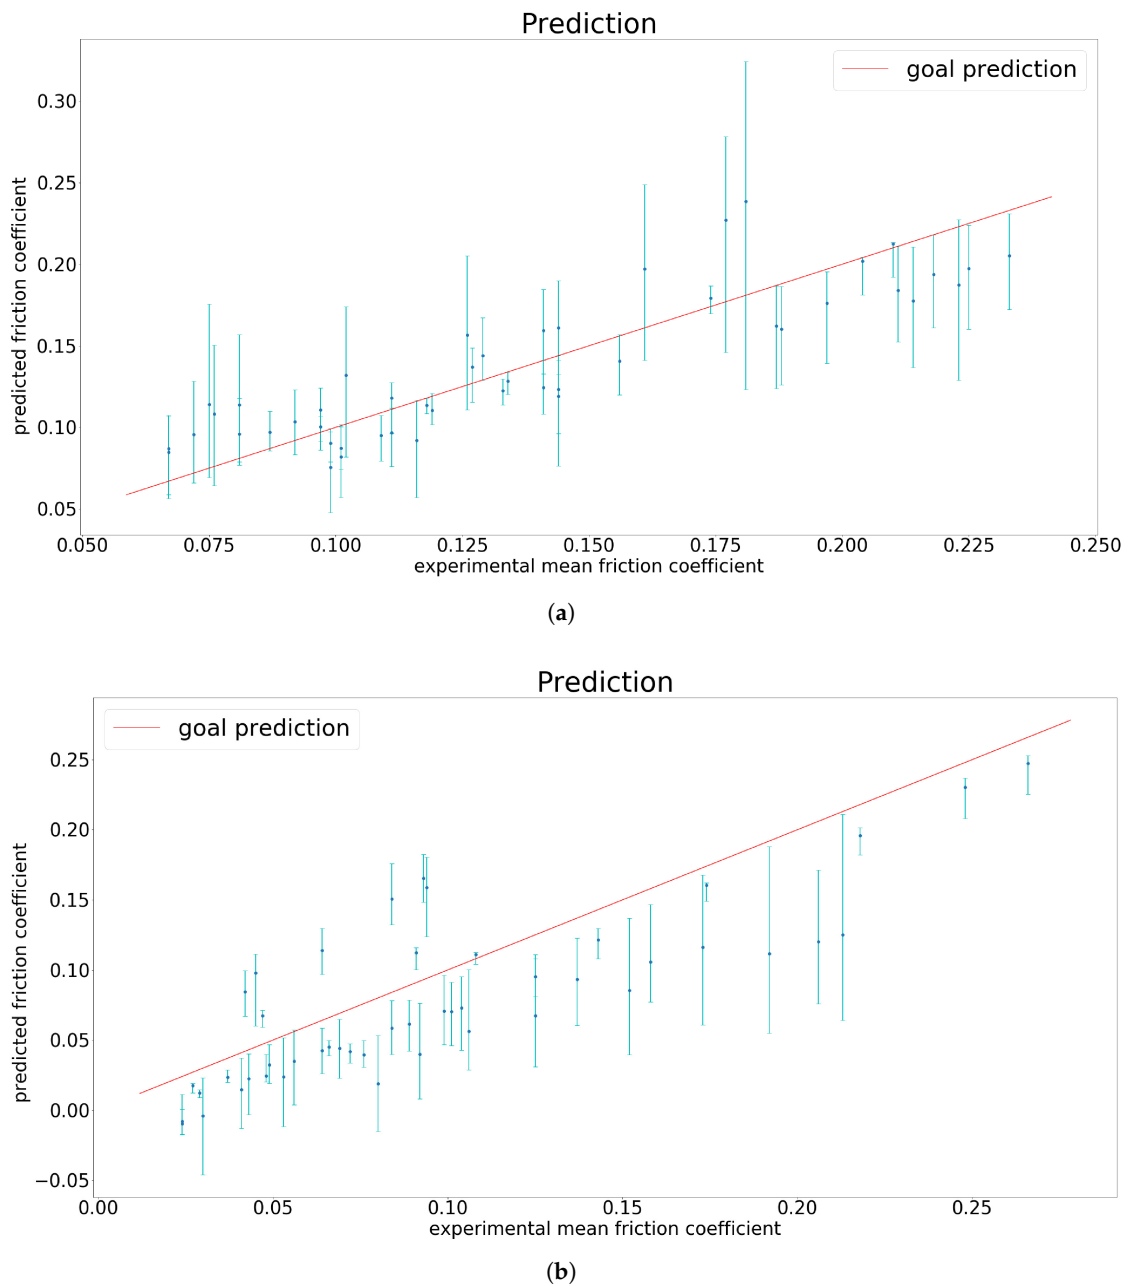 Prediction
goal prediction
0.30
0.25
0.20
0.15
0.10
0.05
predicted friction coefficient
0.050 0.075 0.100 0.125 0.150 0.175 0.200 0.225 0.250
experimental mean friction coefficient
(a)
Prediction
goal prediction
0.25
0.20
0.15
0.10
0.05
0.00
−0.05
predicted friction coefficient
0.00 0.05 0.10 0.15 0.20 0.25
experimental mean friction coefficient
(b)